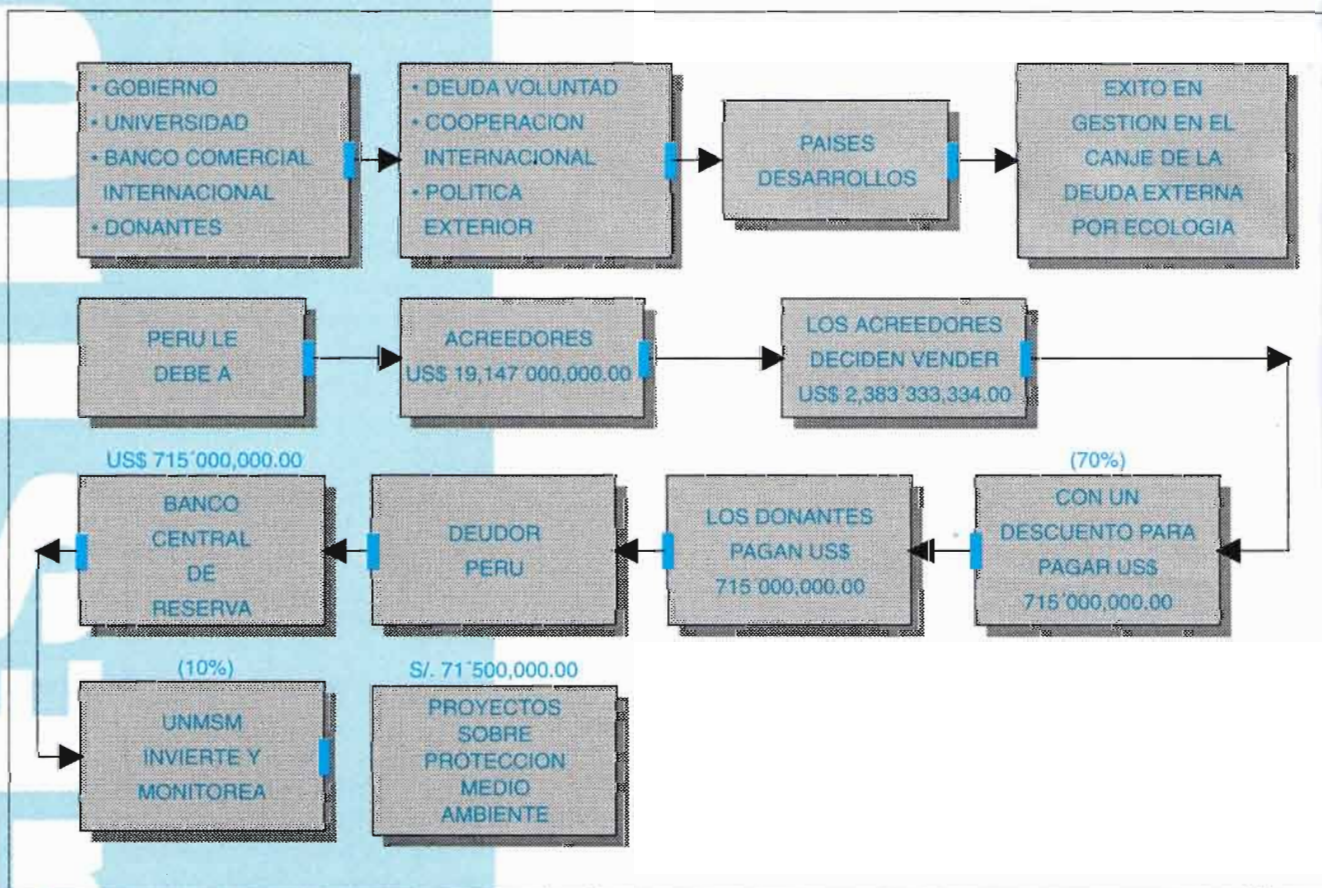 • GOBIERNO
• UNIVERSIDAD
• BANCO COMERCIAL
INTERNACIONAL
• DONANTES
• DEUDA VOLUNTAD
• COOPERACION
INTERNACIONAL
• POLITICA
EXTERIOR
PAISES
DESARROLLOS
EXITO EN
GESTION EN EL
CANJE DE LA
DEUDA EXTERNA
POR ECOLOGIA
PERU LE
DEBE A
ACREEDORES
US$ 19,147 000,000.00
LOS ACREEDORES
DECIDEN VENDER
US$ 2,383´333,334.00
(70%)
CON UN
DESCUENTO PARA
PAGAR US$
715´000,000.00
LOS DONANTES
PAGAN US$
715 000,000.00
DEUDOR
PERU
US$ 715´000,000.00
BANCO
CENTRAL
DE
RESERVA
(10%)
UNMSM
INVIERTE Y
MONITOREA
S/. 71´500,000.00
PROYECTOS
SOBRE
PROTECCION
MEDIO
AMBIENTE